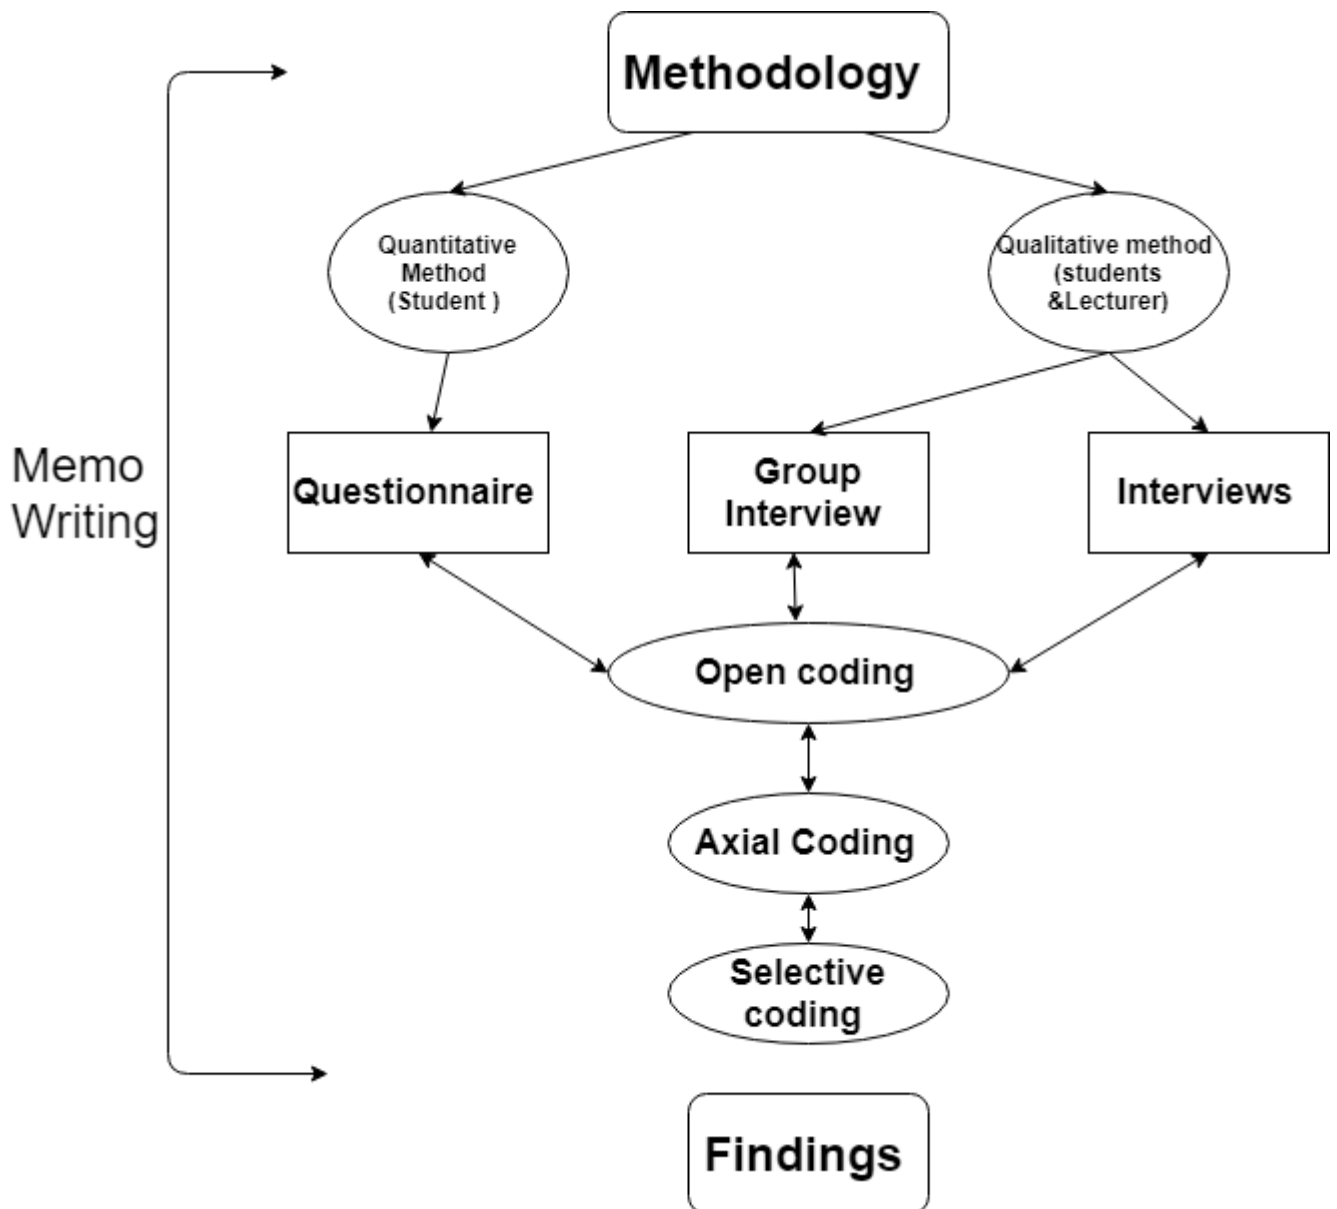 Methodology
Quantitative
Method
(Student )
Qualitative method
(students
&Lecturer)
Memo
Writing
Questionnaire
Group
Interview
Interviews
Open coding
Axial Coding
Selective
coding
Findings